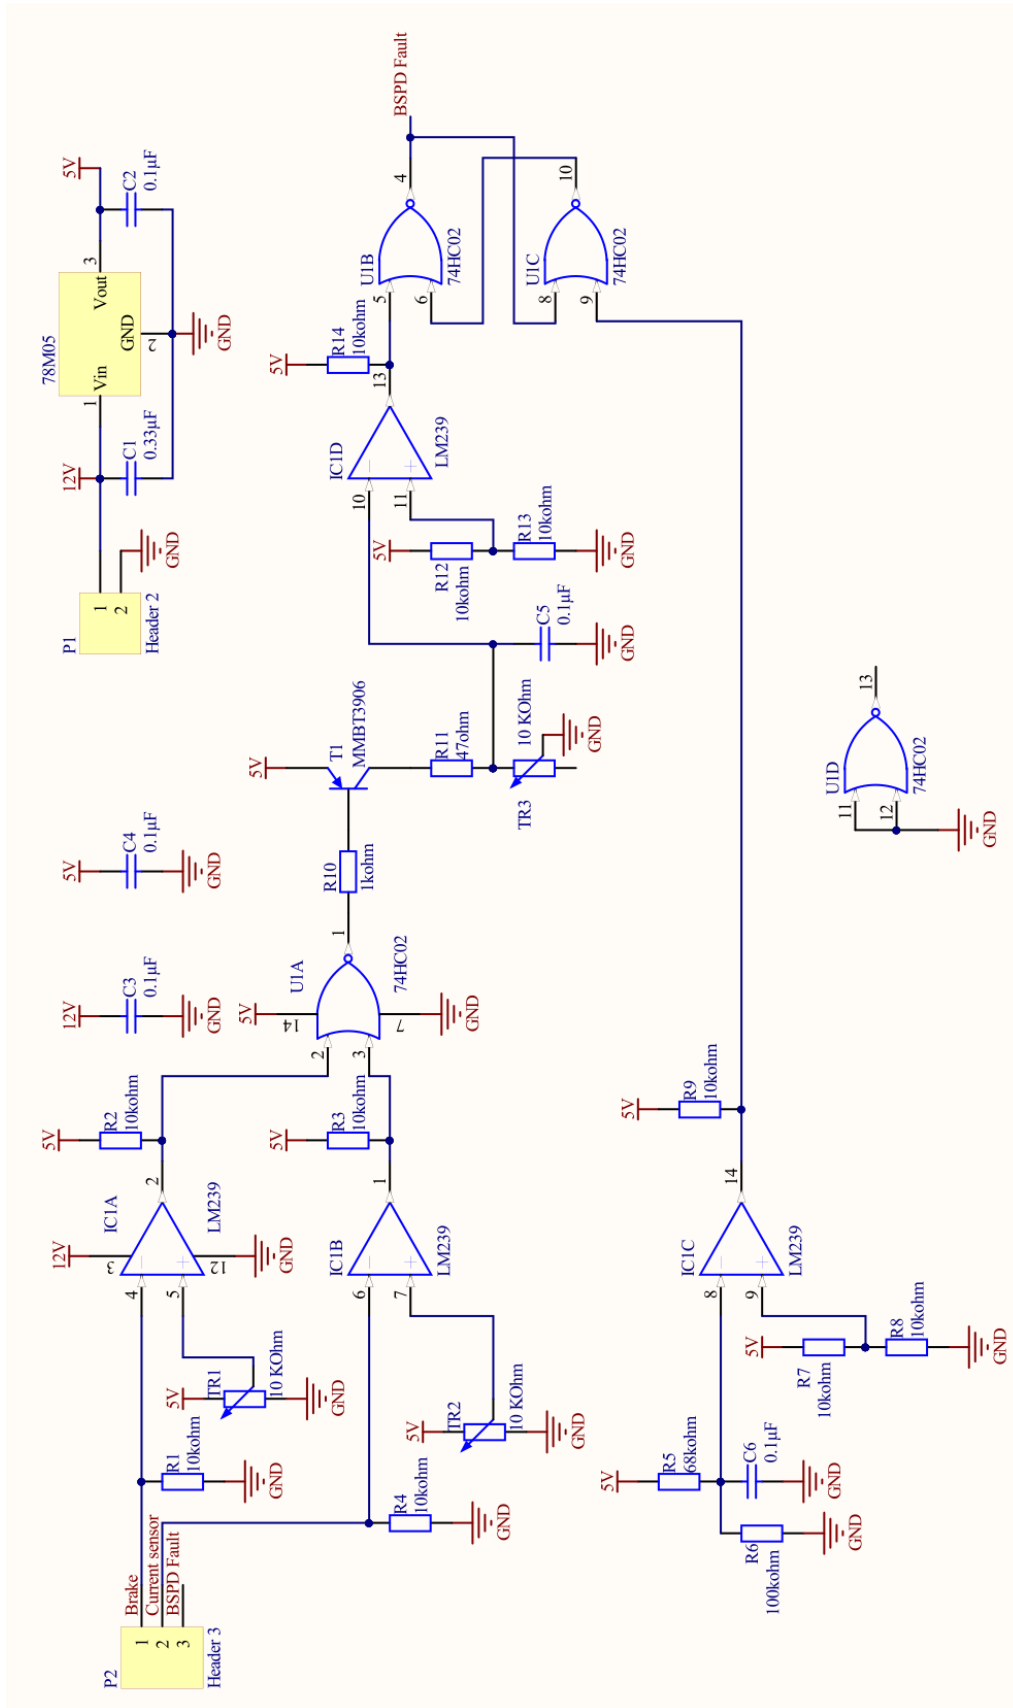 P1
1
2
Header 2
GND
12V
C1
0.33µF
1
Vin
78M05
GND
2
Vout
3
GND
5V
C2
0.1µF
12V
C3
0.1µF
GND
5V
C4
0.1µF
GND
P2
1
2
3
Header 3
Brake
Current sensor
BSPD Fault
R1
10kohm
GND
5V
TR1
10 KOhm
GND
4
5
12V
3
12
GND
IC1A
LM239
2
5V
R2
10kohm
R4
10kohm
GND
5V
TR2
10 KOhm
GND
6
7
IC1B
LM239
1
5V
R3
10kohm
2
3
5V
14
7
GND
U1A
74HC02
1
R10
1kohm
5V
T1
MMBT3906
R11
47ohm
TR3
10 KOhm
GND
C5
0.1µF
GND
5V
R12
10kohm
R13
10kohm
GND
10
11
IC1D
LM239
13
5V
R14
10kohm
5
6
U1B
74HC02
4
BSPD Fault
8
9
U1C
74HC02
10
R6
100kohm
GND
5V
R5
68kohm
C6
0.1µF
GND
5V
R7
10kohm
R8
10kohm
GND
8
9
IC1C
LM239
14
5V
R9
10kohm
11
12
GND
U1D
74HC02
13